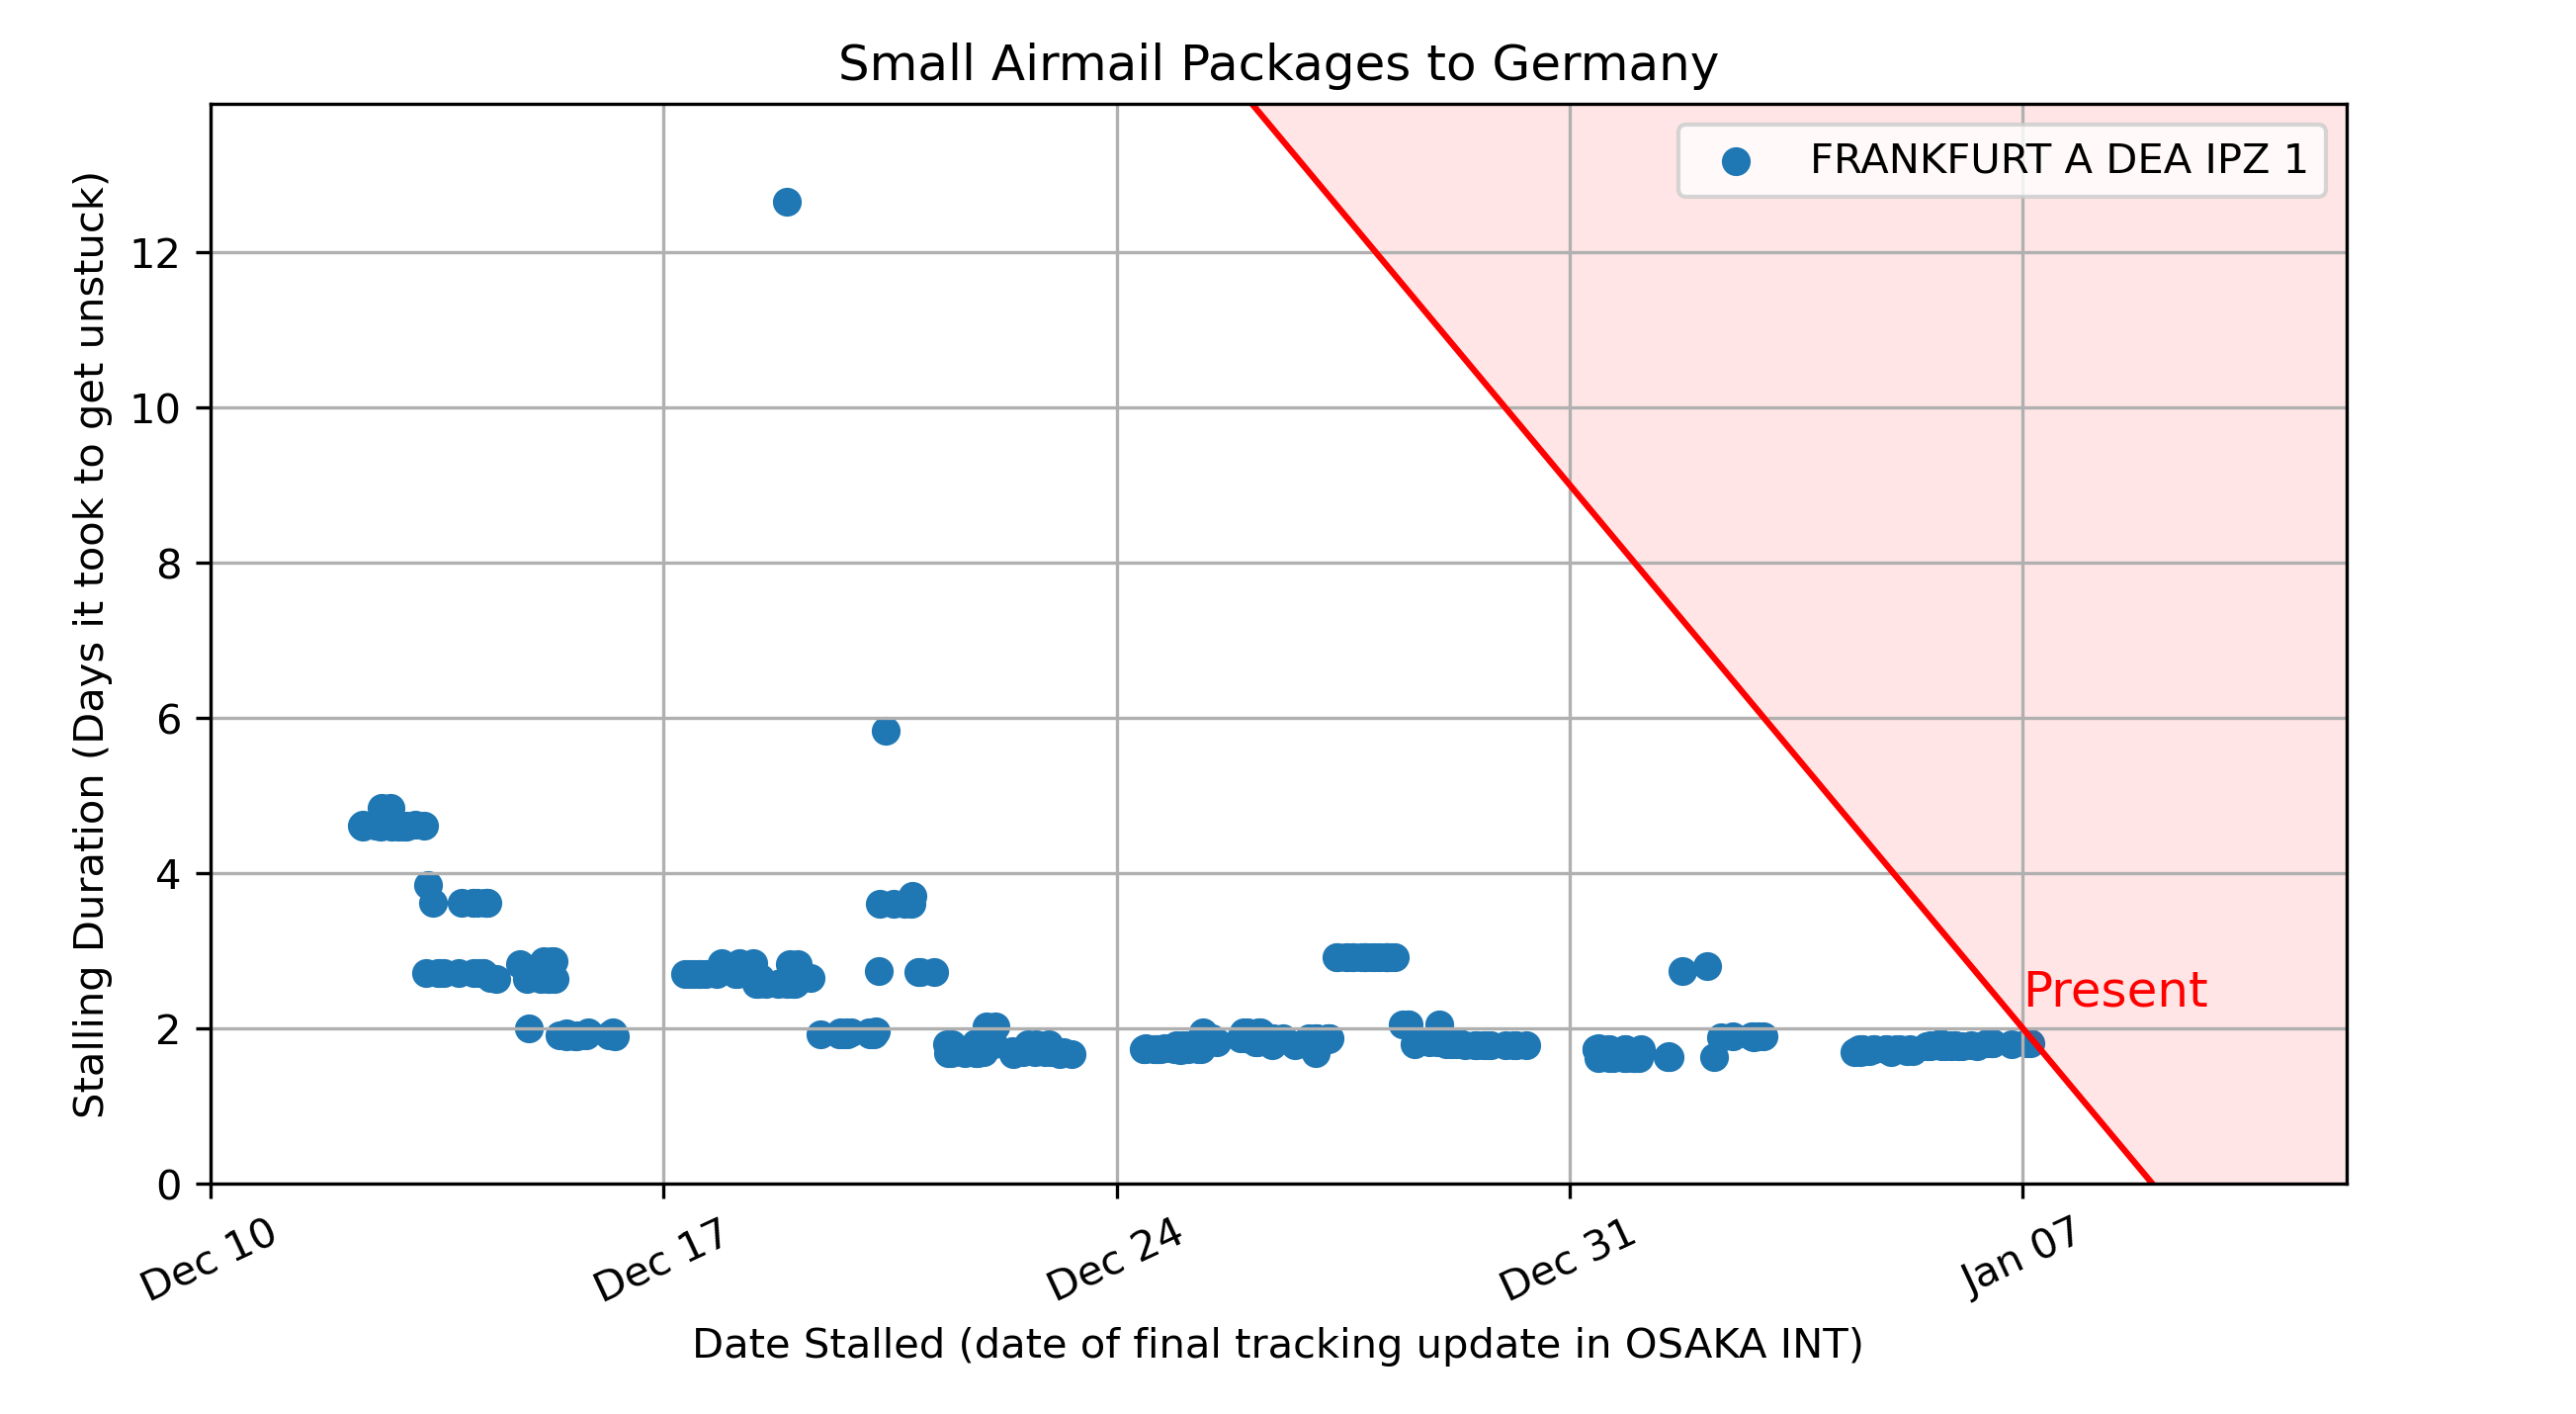 Small Airmail Packages to Germany
FRANKFURT A DEA IPZ 1
Stalling Duration (Days it took to get unstuck)
12
10
8
6
4
2
0
Present
Dec 10
Dec 17
Dec 24
Dec 31
Jan 07
Date Stalled (date of final tracking update in OSAKA INT)